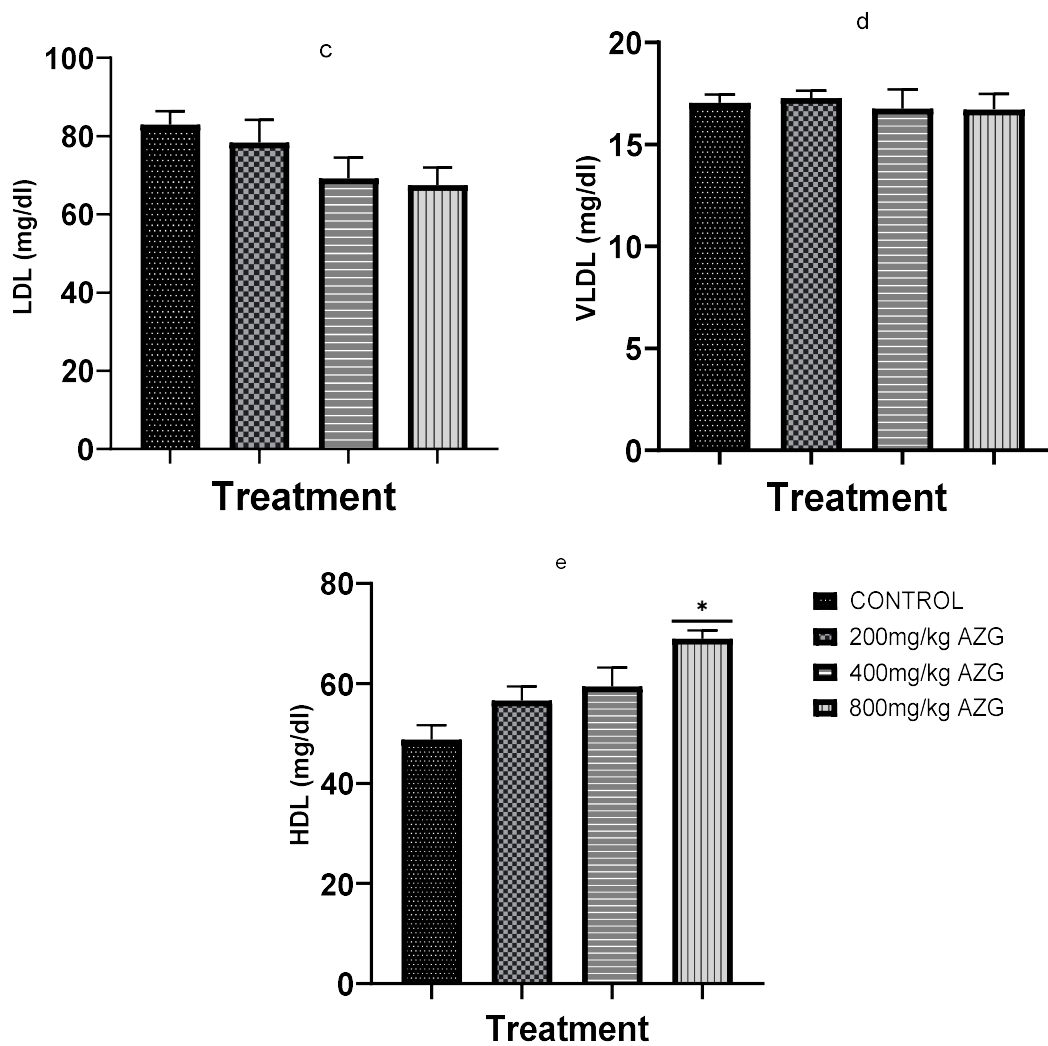 c
100
80
60
40
20
0
LDL (mg/dl)
Treatment
d
20
15
10
5
0
VLDL (mg/dl)
Treatment
e
80
60
40
20
0
HDL (mg/dl)
*
Treatment
CONTROL
200mg/kg AZG
400mg/kg AZG
800mg/kg AZG